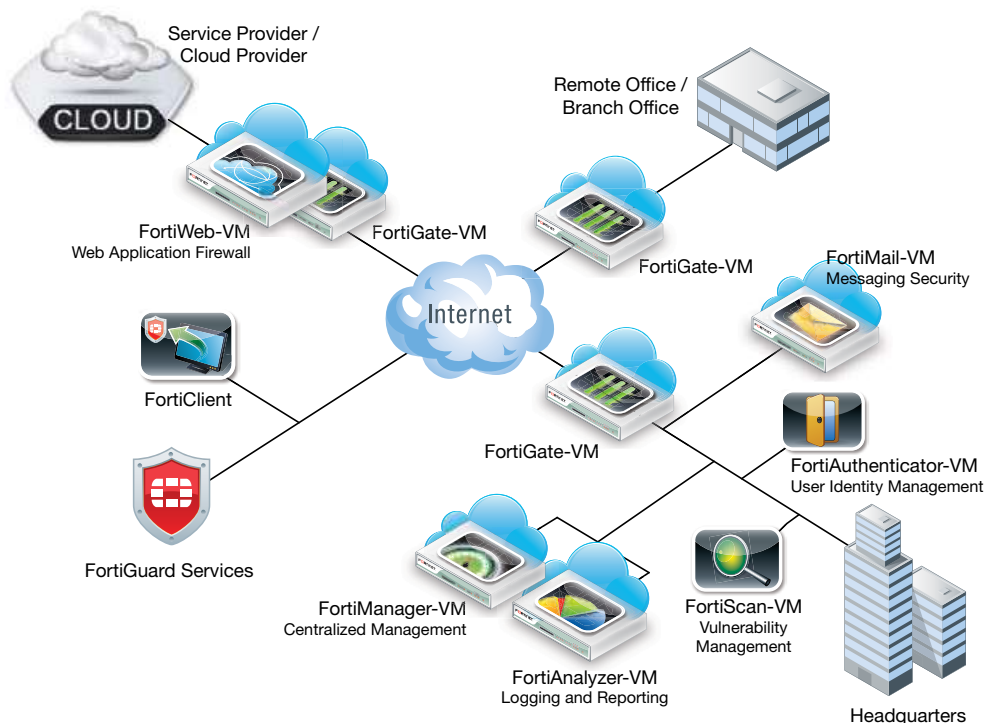 Service Provider /
Cloud Provider
CLOUD
Remote Office /
Branch Office
FortiWeb-VM
Web Application Firewall
FortiGate-VM
FortiGate-VM
FortiMail-VM
Messaging Security
Internet
FortiClient
FortiGate-VM
FortiAuthenticator-VM
User Identity Management
FortiGuard Services
FortiManager-VM
Centralized Management
FortiScan-VM
Vulnerability
Management
FortiAnalyzer-VM
Logging and Reporting
Headquarters